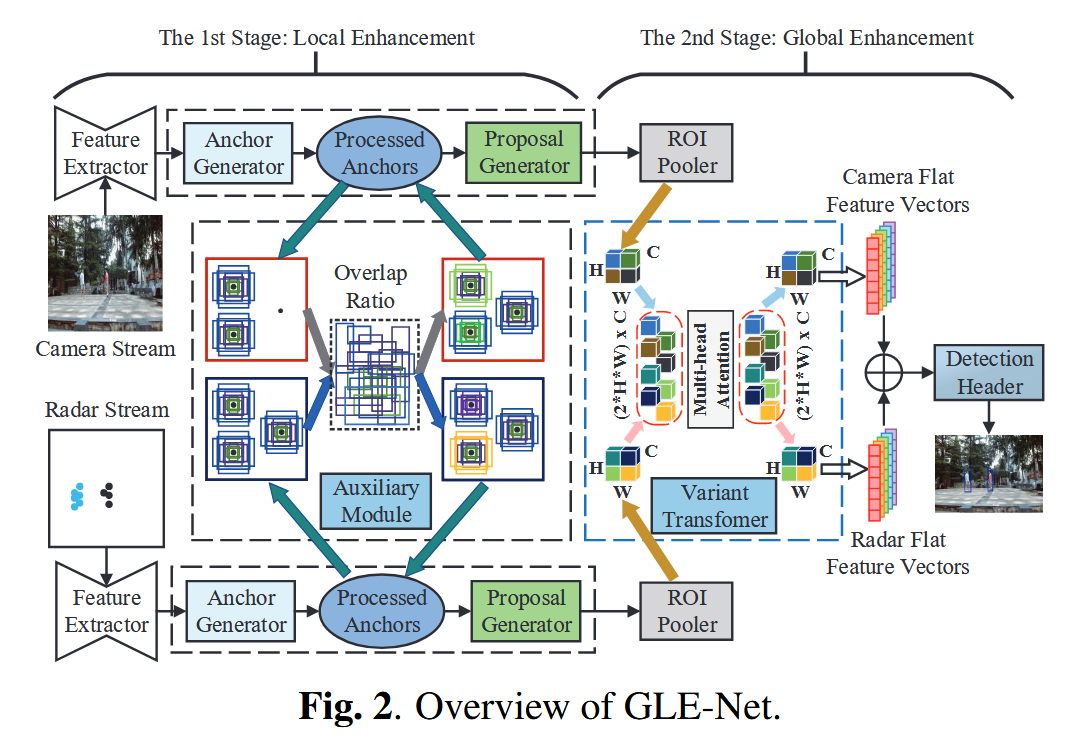 The 1st Stage: Local Enhancement
The 2nd Stage: Global Enhancement
Feature
Extractor
Anchor
Generator
Processed
Anchors
Proposal
Generator
ROI
Pooler
Camera Stream
Overlap
Ratio
Auxiliary
Module
Radar Stream
H
C
W
(2*H*W) x C
Multi-head
Attention
(2*H*W) x C
H
C
W
H
C
W
H
C
W
Variant
Transfomer
Camera Flat
Feature Vectors
Detection
Header
Radar Flat
Feature Vectors
Feature
Extractor
Anchor
Generator
Processed
Anchors
Proposal
Generator
ROI
Pooler
Fig. 2. Overview of GLE-Net.